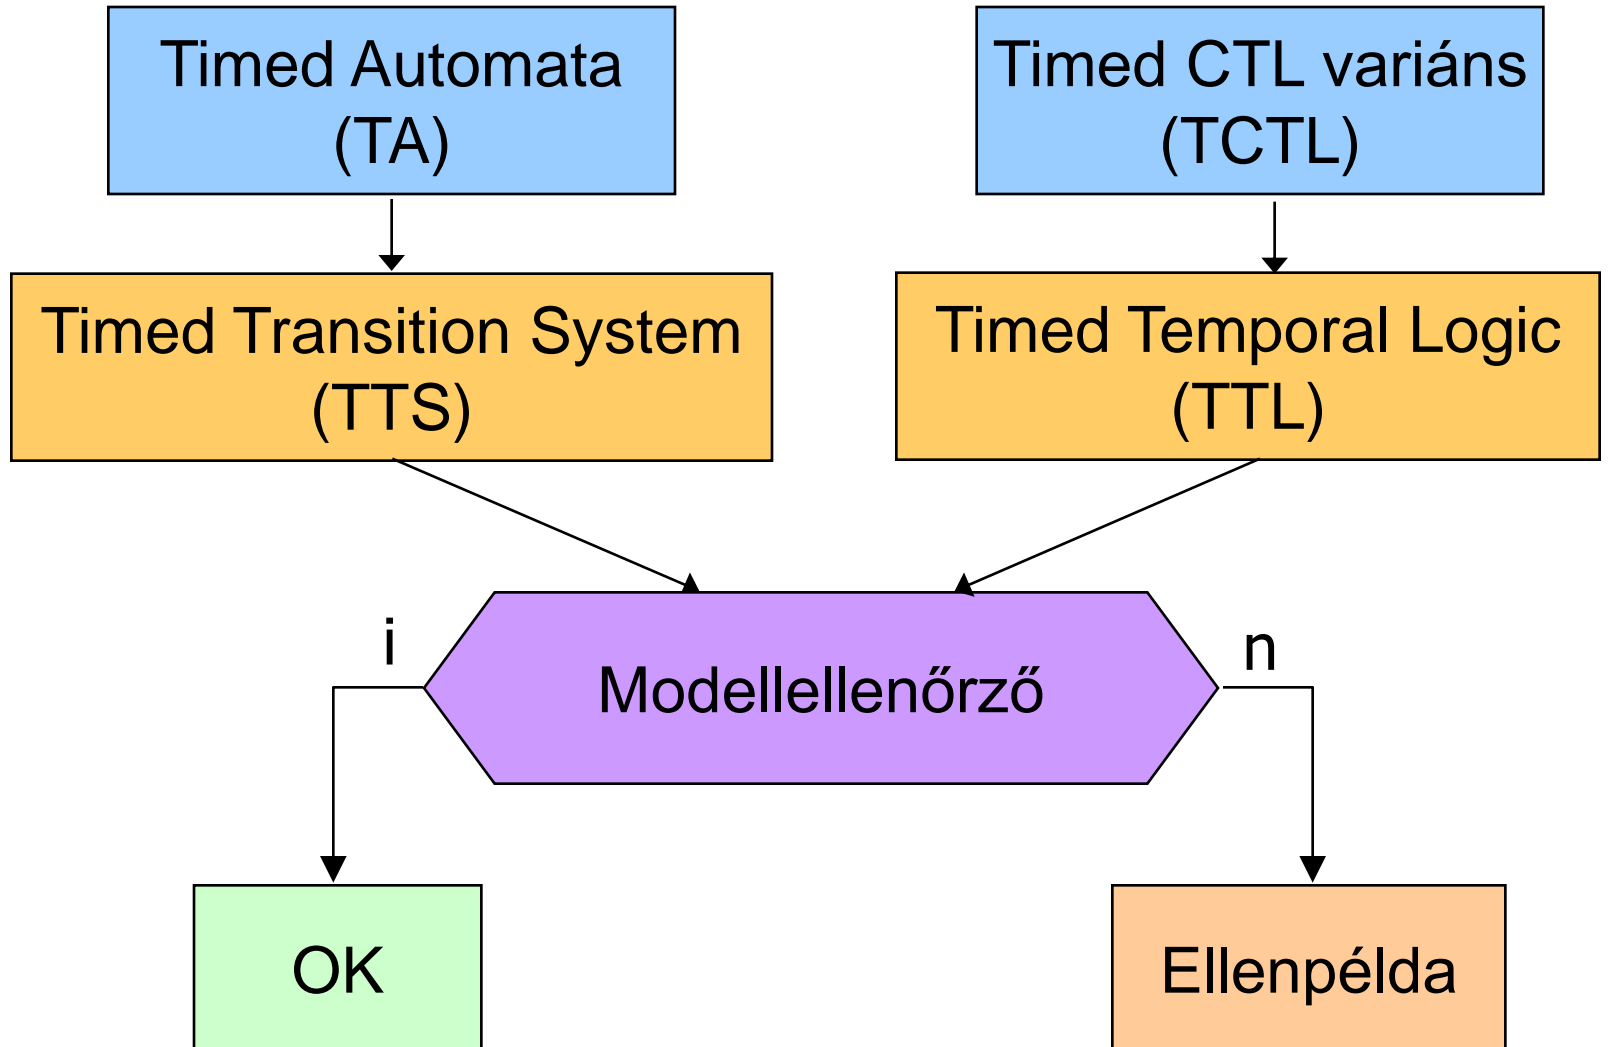 Timed Automata
(TA)
Timed CTL variáns
(TCTL)
Timed Transition System
(TTS)
Timed Temporal Logic
(TTL)
i
n
Modellellenőrző
OK
Ellenpélda